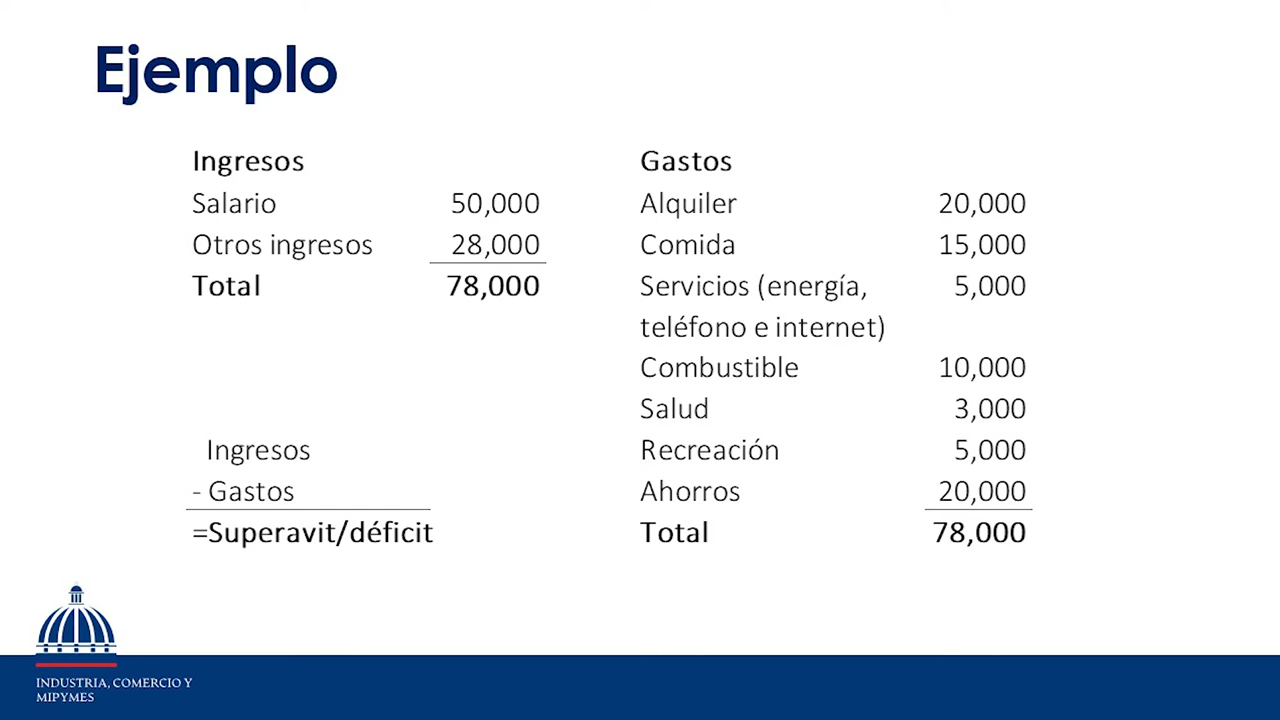 Ejemplo
Ingresos
Salario 50,000
Otros ingresos 28,000
Total 78,000
Ingresos
- Gastos
=Superavit/déficit
Gastos
Alquiler 20,000
Comida 15,000
Servicios (energía, 5,000
teléfono e internet)
Combustible 10,000
Salud 3,000
Recreación 5,000
Ahorros 20,000
Total 78,000
INDUSTRIA, COMERCIO Y
MIPYMES